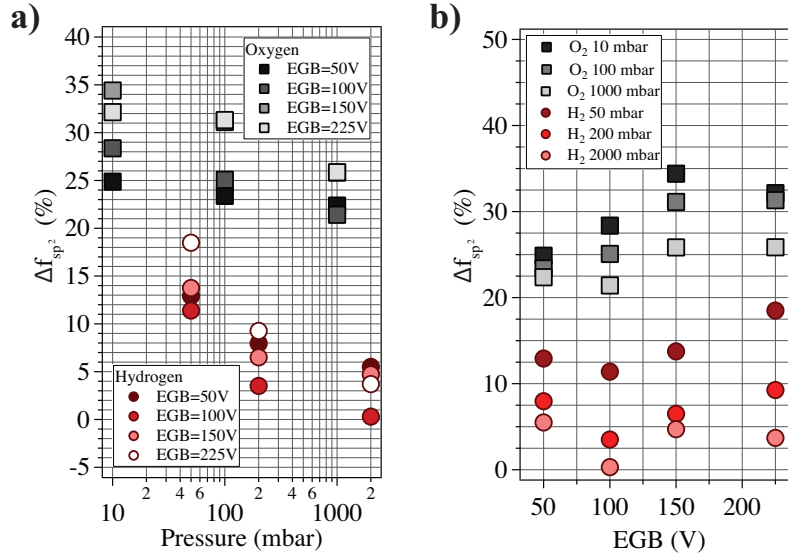 a)
40
35
30
25
20
15
10
5
0
-5
Δf_sp² (%)
Oxygen
EGB=50V
EGB=100V
EGB=150V
EGB=225V
Hydrogen
EGB=50V
EGB=100V
EGB=150V
EGB=225V
10 2 4 6 100 2 4 6 1000 2
Pressure (mbar)
b)
50
40
30
20
10
0
Δf_sp² (%)
O₂ 10 mbar
O₂ 100 mbar
O₂ 1000 mbar
H₂ 50 mbar
H₂ 200 mbar
H₂ 2000 mbar
50 100 150 200
EGB (V)